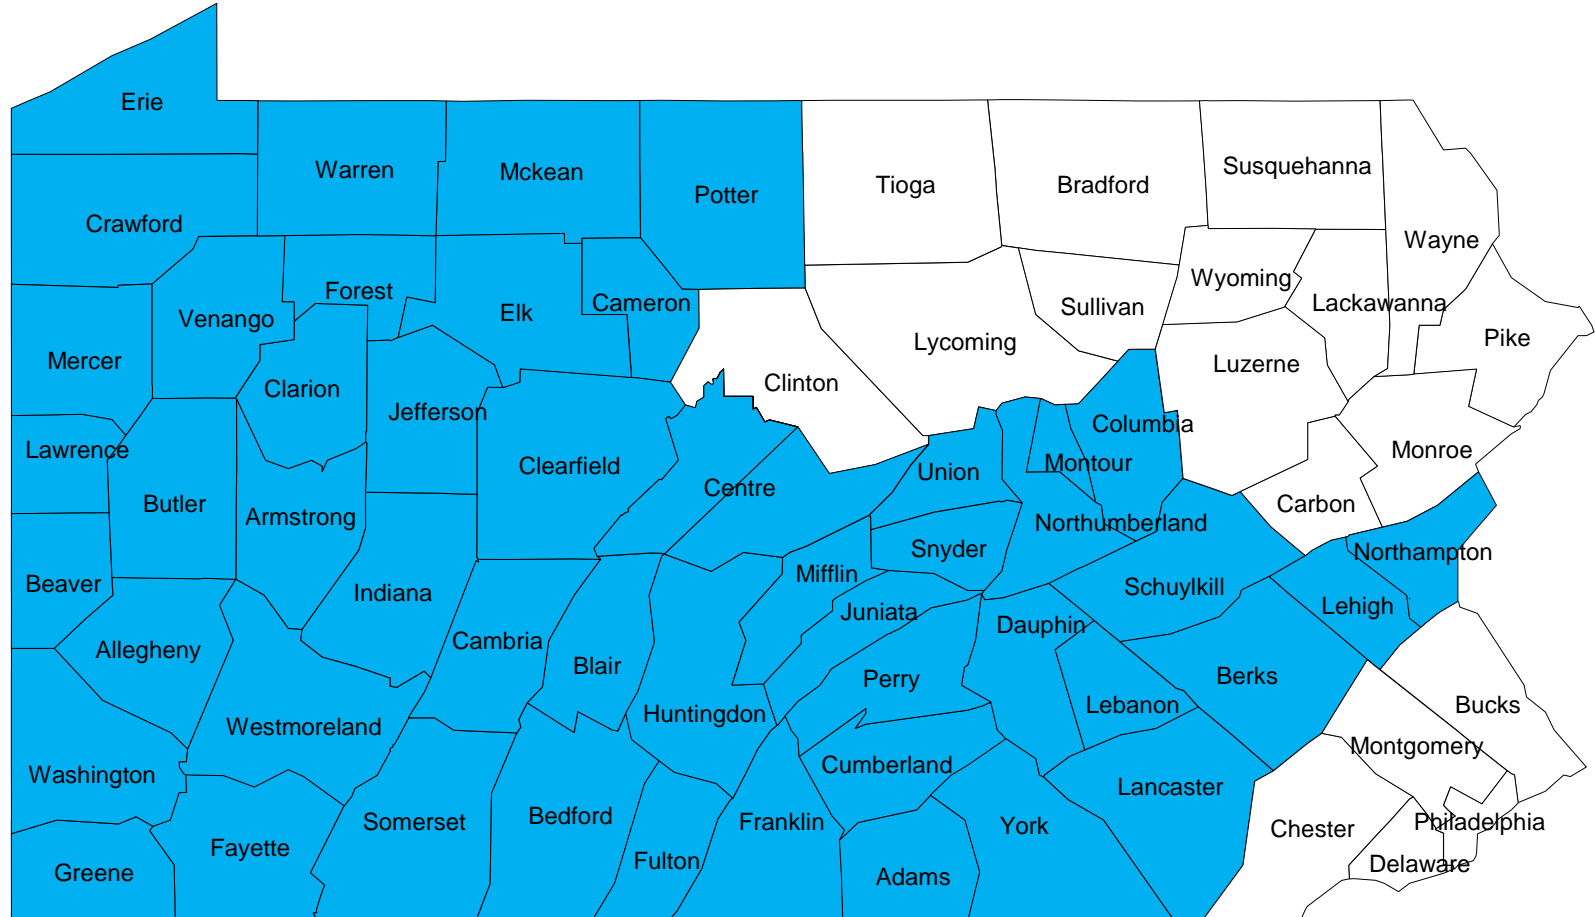 Erie
Warren
Mckean
Potter
Tioga
Bradford
Susquehanna
Crawford
Wayne
Venango
Forest
Elk
Cameron
Sullivan
Wyoming
Lackawanna
Mercer
Clarion
Jefferson
Clinton
Lycoming
Luzerne
Pike
Lawrence
Butler
Armstrong
Clearfield
Centre
Union
Montour
Columbia
Carbon
Monroe
Beaver
Indiana
Mifflin
Snyder
Northumberland
Schuylkill
Northampton
Lehigh
Allegheny
Cambria
Blair
Juniata
Dauphin
Westmoreland
Huntingdon
Perry
Lebanon
Berks
Bucks
Washington
Cumberland
Lancaster
Montgomery
Greene
Fayette
Somerset
Bedford
Fulton
Franklin
Adams
York
Chester
Philadelphia
Delaware